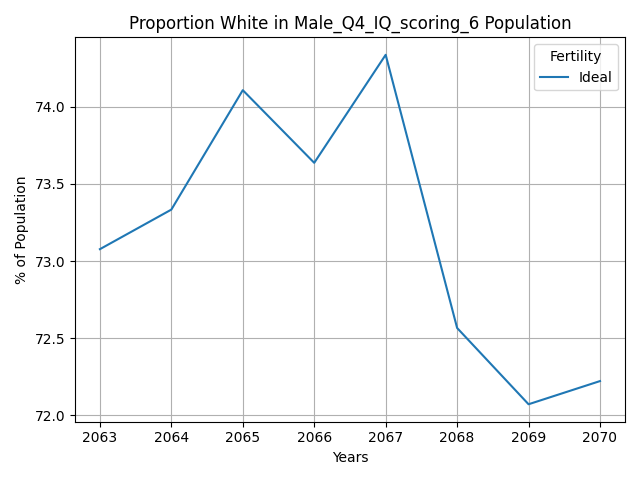 Proportion White in Male_Q4_IQ_scoring_6 Population
Fertility
Ideal
% of Population
74.0
73.5
73.0
72.5
72.0
2063 2064 2065 2066 2067 2068 2069 2070
Years